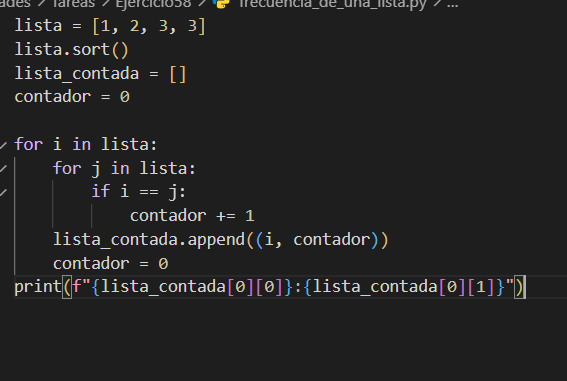 ades > Tareas > Ejercicio58 > frecuencia_de_una_lista.py > ...
lista = [1, 2, 3, 3]
lista.sort()
lista_contada = []
contador = 0
for i in lista:
    for j in lista:
        if i == j:
            contador += 1
    lista_contada.append((i, contador))
    contador = 0
print(f"{lista_contada[0][0]}:{lista_contada[0][1]}")